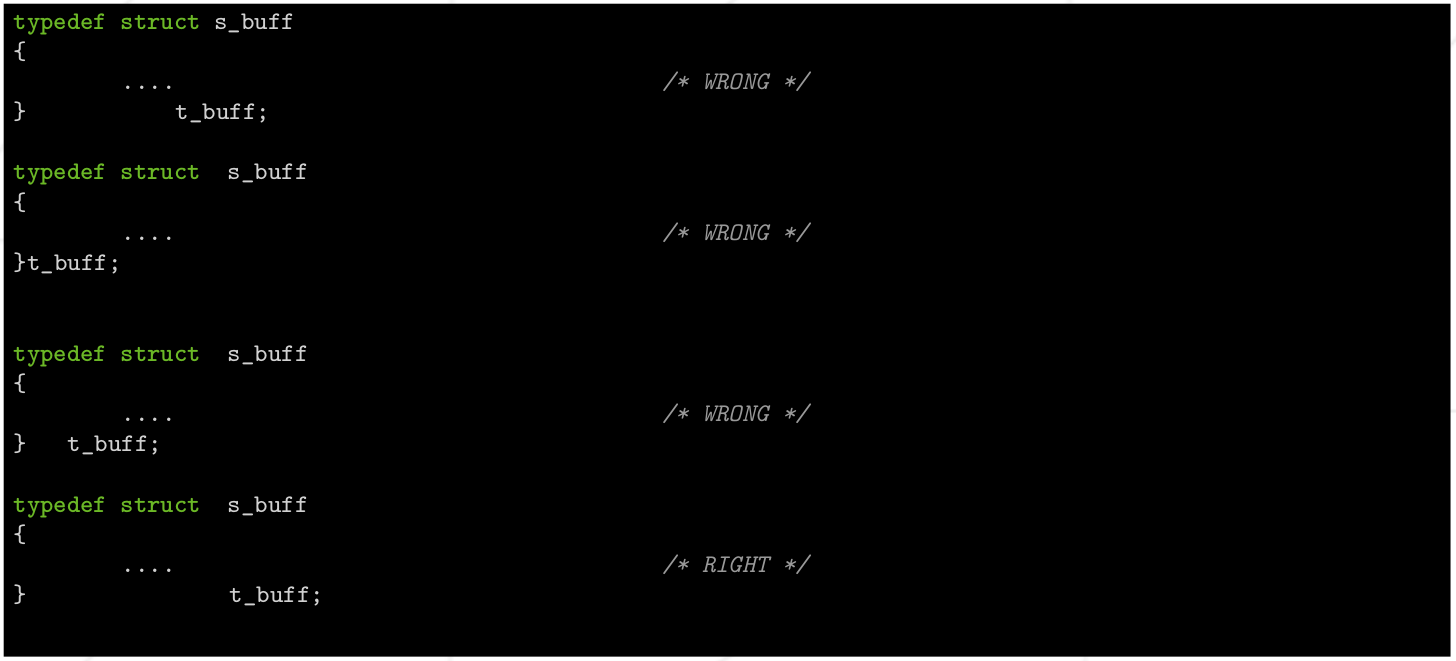 typedef struct s_buff
{
        ....                                    /* WRONG */
}           t_buff;

typedef struct  s_buff
{
        ....                                    /* WRONG */
}t_buff;


typedef struct  s_buff
{
        ....                                    /* WRONG */
}   t_buff;

typedef struct  s_buff
{
        ....                                    /* RIGHT */
}               t_buff;